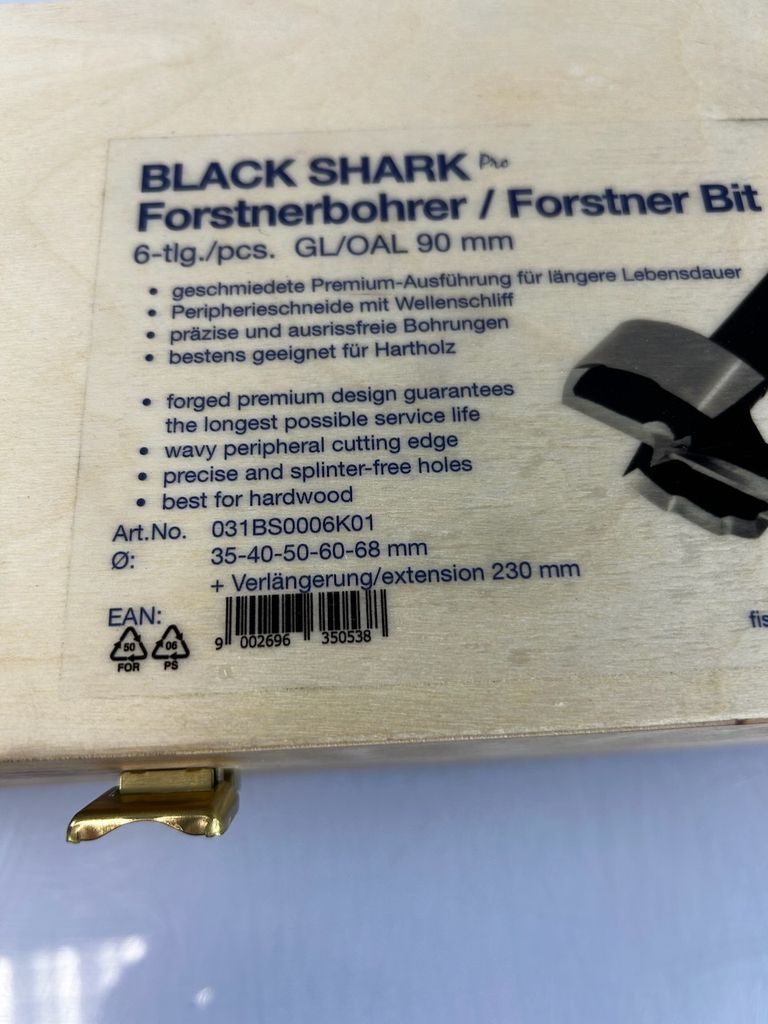 BLACK SHARK Pro
Forstnerbohrer / Forstner Bit
6-tlg./pcs. GL/OAL 90 mm
• geschmiedete Premium-Ausführung für längere Lebensdauer
• Peripherieschneide mit Wellenschliff
• präzise und ausrissfreie Bohrungen
• bestens geeignet für Hartholz
• forged premium design guarantees
the longest possible service life
• wavy peripheral cutting edge
• precise and splinter-free holes
• best for hardwood
Art.No. 031BS0006K01
Ø: 35-40-50-60-68 mm
+ Verlängerung/extension 230 mm
EAN:
9 002696 350538
50 06
FOR PS
fis